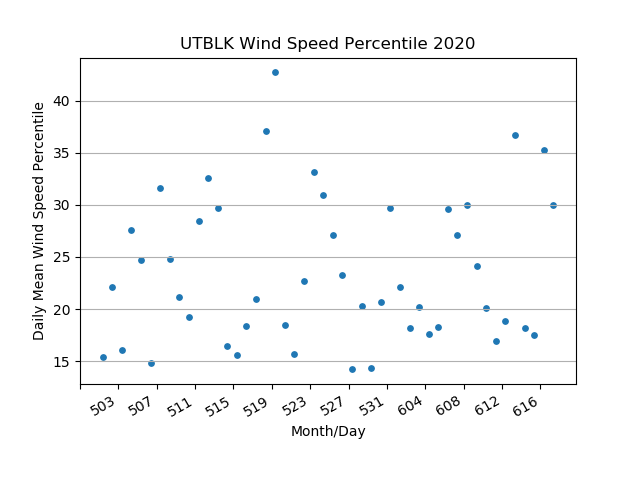 UTBLK Wind Speed Percentile 2020
Daily Mean Wind Speed Percentile
40
35
30
25
20
15
503 507 511 515 519 523 527 531 604 608 612 616
Month/Day